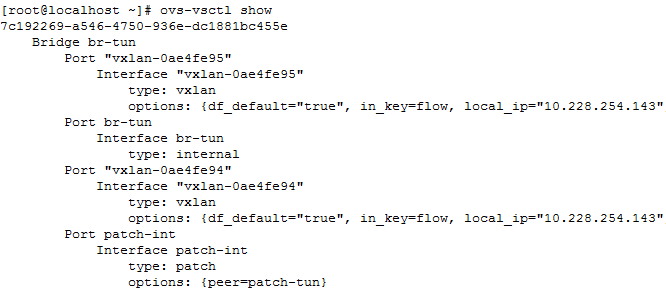 [root@localhost ~]# ovs-vsctl show
7c192269-a546-4750-936e-dc1881bc455e
    Bridge br-tun
        Port "vxlan-0ae4fe95"
            Interface "vxlan-0ae4fe95"
                type: vxlan
                options: {df_default="true", in_key=flow, local_ip="10.228.254.143"
        Port br-tun
            Interface br-tun
                type: internal
        Port "vxlan-0ae4fe94"
            Interface "vxlan-0ae4fe94"
                type: vxlan
                options: {df_default="true", in_key=flow, local_ip="10.228.254.143"
        Port patch-int
            Interface patch-int
                type: patch
                options: {peer=patch-tun}